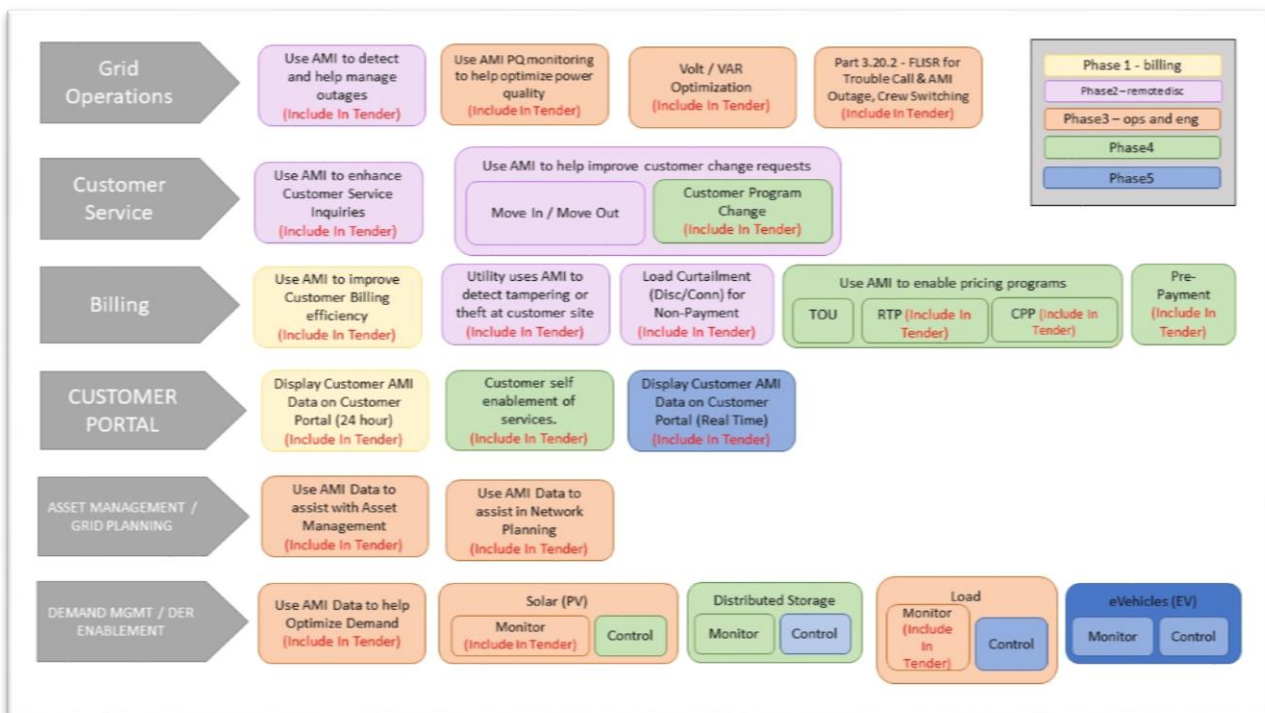 Grid
Operations
Use AMI to detect
and help manage
outages
(Include In Tender)
Use AMI PQ monitoring
to help optimize power
quality
(Include In Tender)
Volt / VAR
Optimization
(Include In Tender)
Part 3.20.2 - FLISR for
Trouble Call & AMI
Outage, Crew Switching
(Include In Tender)
Phase 1 - billing
Phase2 – remote disc
Phase3 – ops and eng
Phase4
Phase5
Customer
Service
Use AMI to enhance
Customer Service
Inquiries
(Include In Tender)
Use AMI to help improve customer change requests
Move In / Move Out
Customer Program
Change
(Include In Tender)
Billing
Use AMI to improve
Customer Billing
efficiency
(Include In Tender)
Utility uses AMI to
detect tampering or
theft at customer site
(Include In Tender)
Load Curtailment
(Disc/Conn) for
Non-Payment
(Include In Tender)
Use AMI to enable pricing programs
TOU
RTP (Include In
Tender)
CPP (Include In
Tender)
Pre-
Payment
(Include In
Tender)
CUSTOMER
PORTAL
Display Customer AMI
Data on Customer
Portal (24 hour)
(Include In Tender)
Customer self
enablement of
services.
(Include In Tender)
Display Customer AMI
Data on Customer
Portal (Real Time)
(Include In Tender)
ASSET MANAGEMENT /
GRID PLANNING
Use AMI Data to
assist with Asset
Management
(Include In Tender)
Use AMI Data to
assist in Network
Planning
(Include In Tender)
DEMAND MGMT / DER
ENABLEMENT
Use AMI Data to help
Optimize Demand
(Include In Tender)
Solar (PV)
Monitor
(Include In Tender)
Control
Distributed Storage
Monitor
Control
Load
Monitor
(Include
In
Tender)
Control
eVehicles (EV)
Monitor
Control